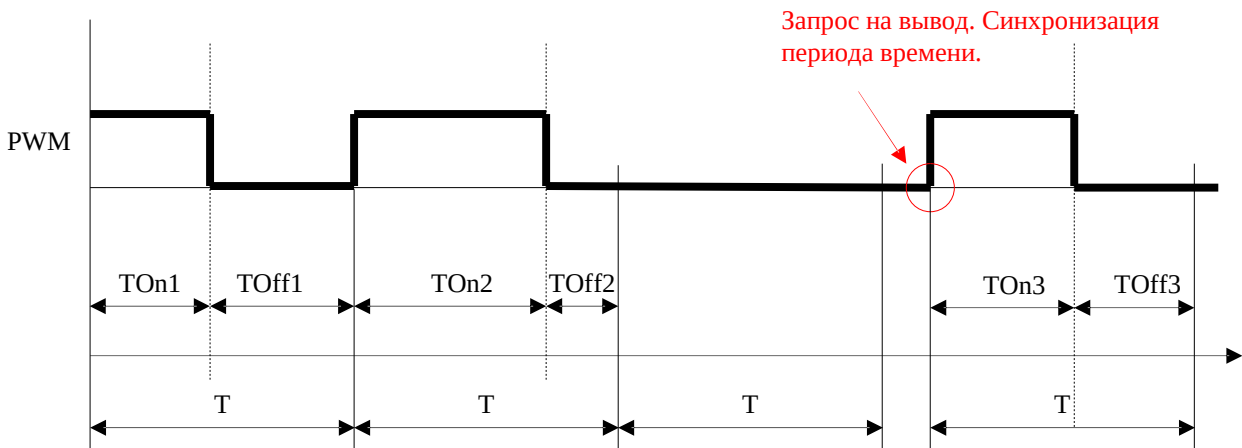 Запрос на вывод. Синхронизация
периода времени.
PWM
TOn1
TOff1
TOn2
TOff2
TOn3
TOff3
T
T
T
T